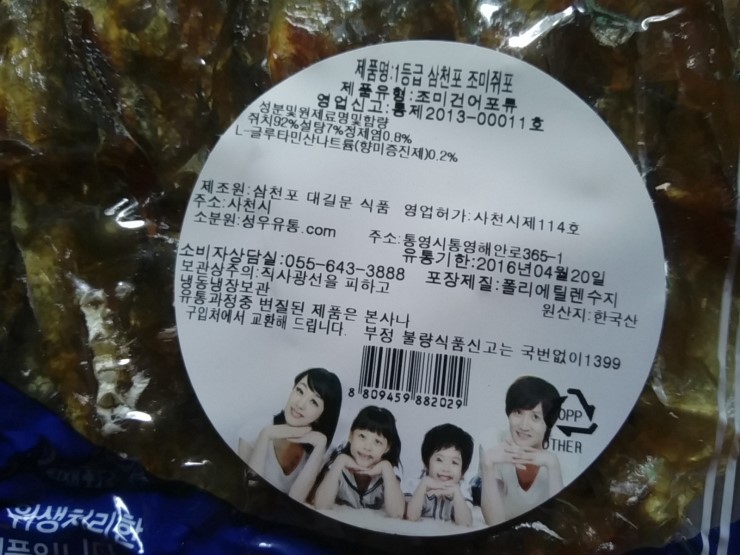 제품명:1등급 삼천포 조미쥐포
제품유형:조미건어포류
영업신고:통제2013-00011호
성분및원재료명및함량
쥐치92%설탕7%정제염0.8%
L-글루타민산나트륨(향미증진제)0.2%
제조원:삼천포 대길문 식품 영업허가:사천시제114호
주소:사천시
소분원:성우유통.com 주소:통영시통영해안로365-1
유통기한:2016년04월20일
소비자상담실:055-643-3888 포장제질:폴리에틸렌수지
보관상주의:직사광선을 피하고
냉동냉장보관 원산지:한국산
유통과정중 변질된 제품은 본사나
구입처에서 교환해 드립니다. 부정 불량식품신고는 국번없이1399
8 809459 882029
OPP
OTHER
위생처리한